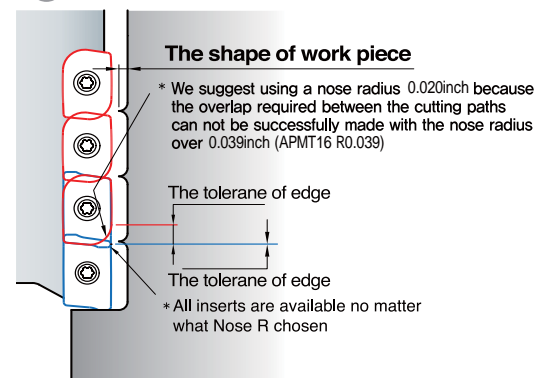 The shape of work piece
* We suggest using a nose radius 0.020inch because
the overlap required between the cutting paths
can not be successfully made with the nose radius
over 0.039inch (APMT16 R0.039)
The tolerane of edge
The tolerane of edge
* All inserts are available no matter
what Nose R chosen